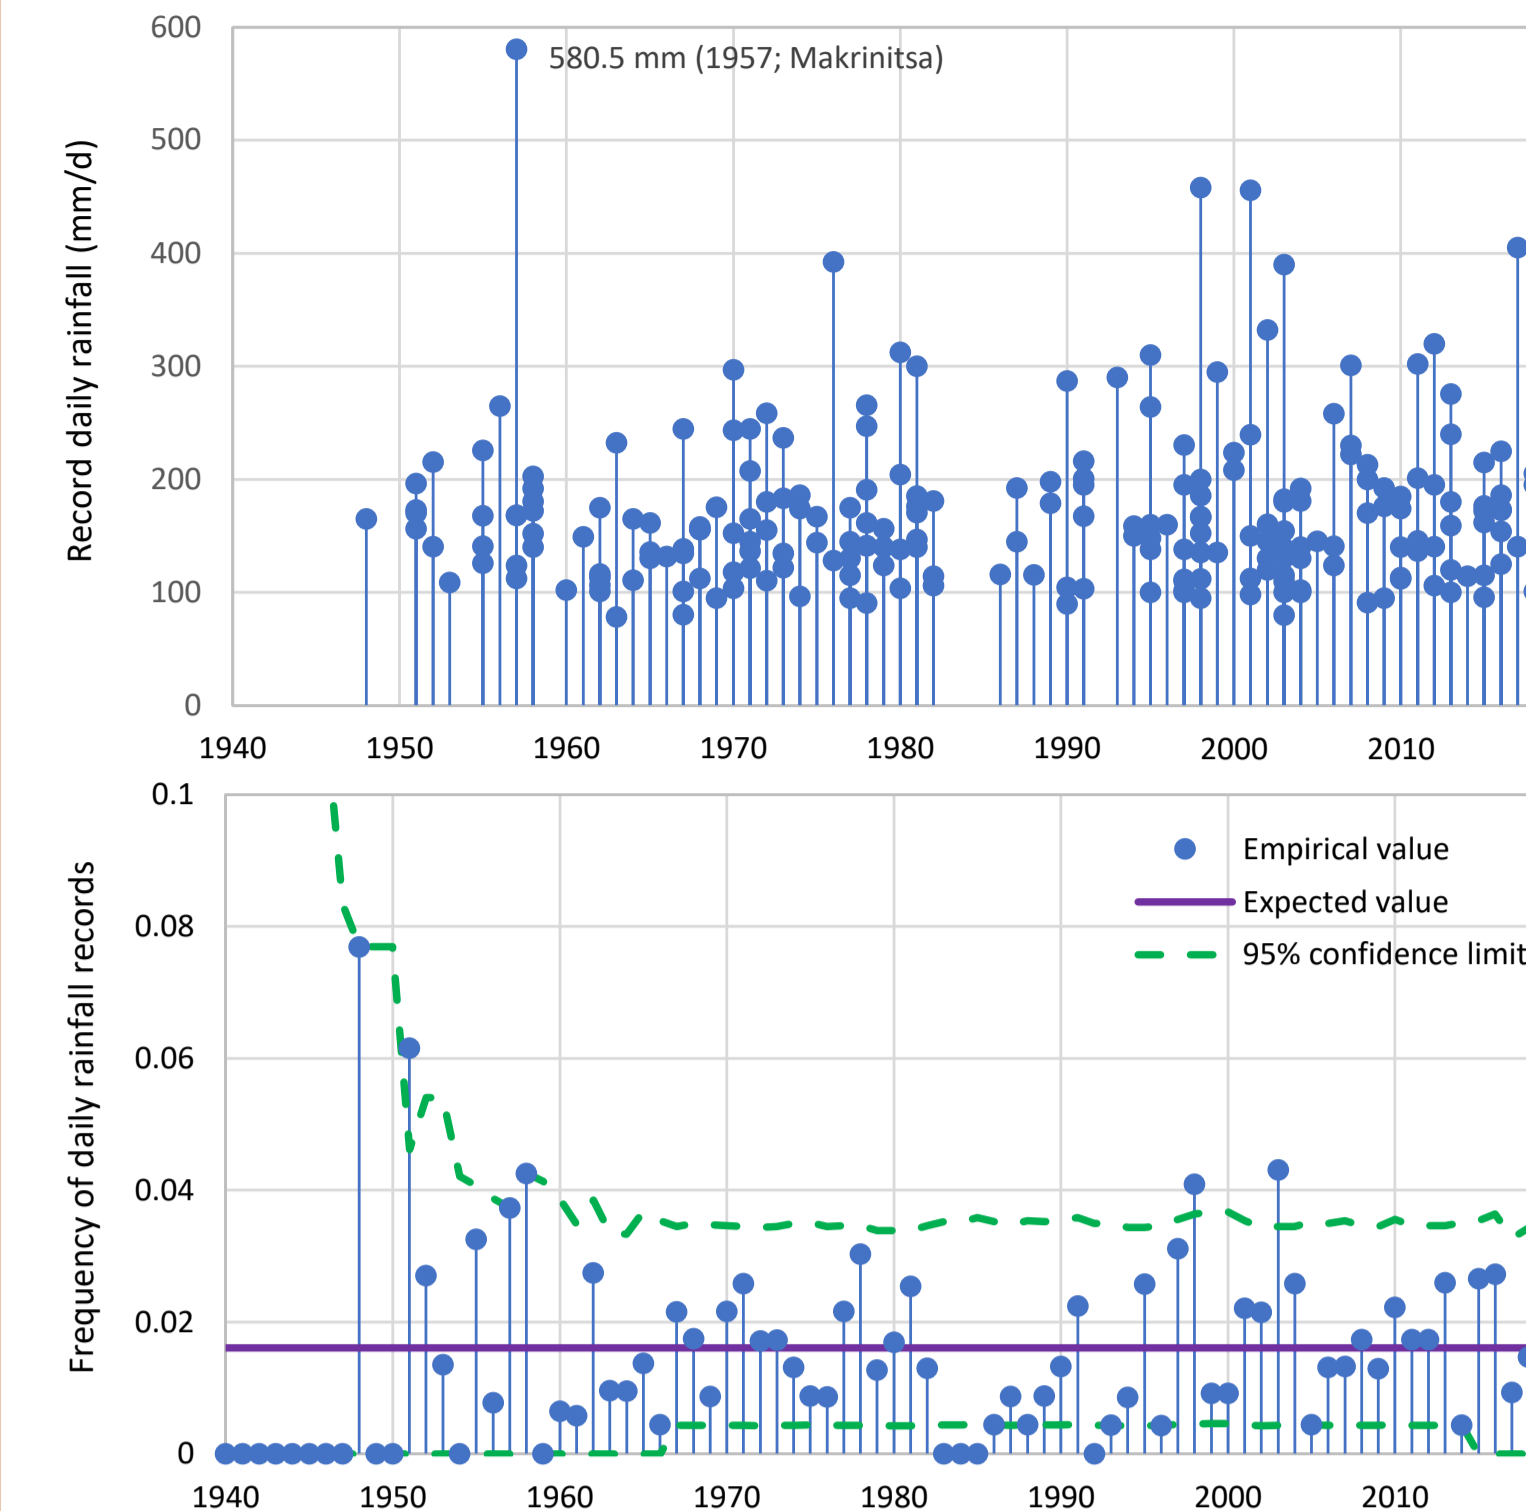 600
580.5 mm (1957; Makrinitsa)
500
400
300
200
100
0
Record daily rainfall (mm/d)
1940 1950 1960 1970 1980 1990 2000 2010
0.1
Empirical value
Expected value
0.08
95% confidence limit
0.06
0.04
0.02
0
Frequency of daily rainfall records
1940 1950 1960 1970 1980 1990 2000 2010